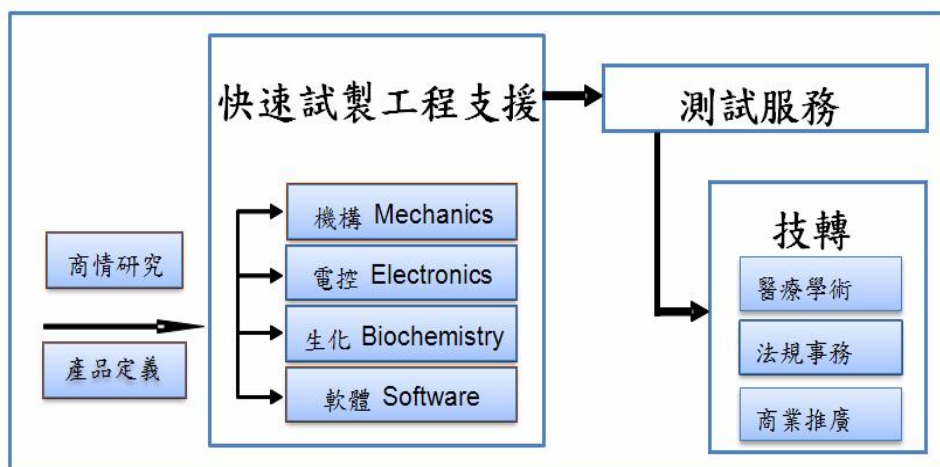 快速試製工程支援
測試服務
機構 Mechanics
電控 Electronics
生化 Biochemistry
軟體 Software
商情研究
產品定義
技轉
醫療學術
法規事務
商業推廣